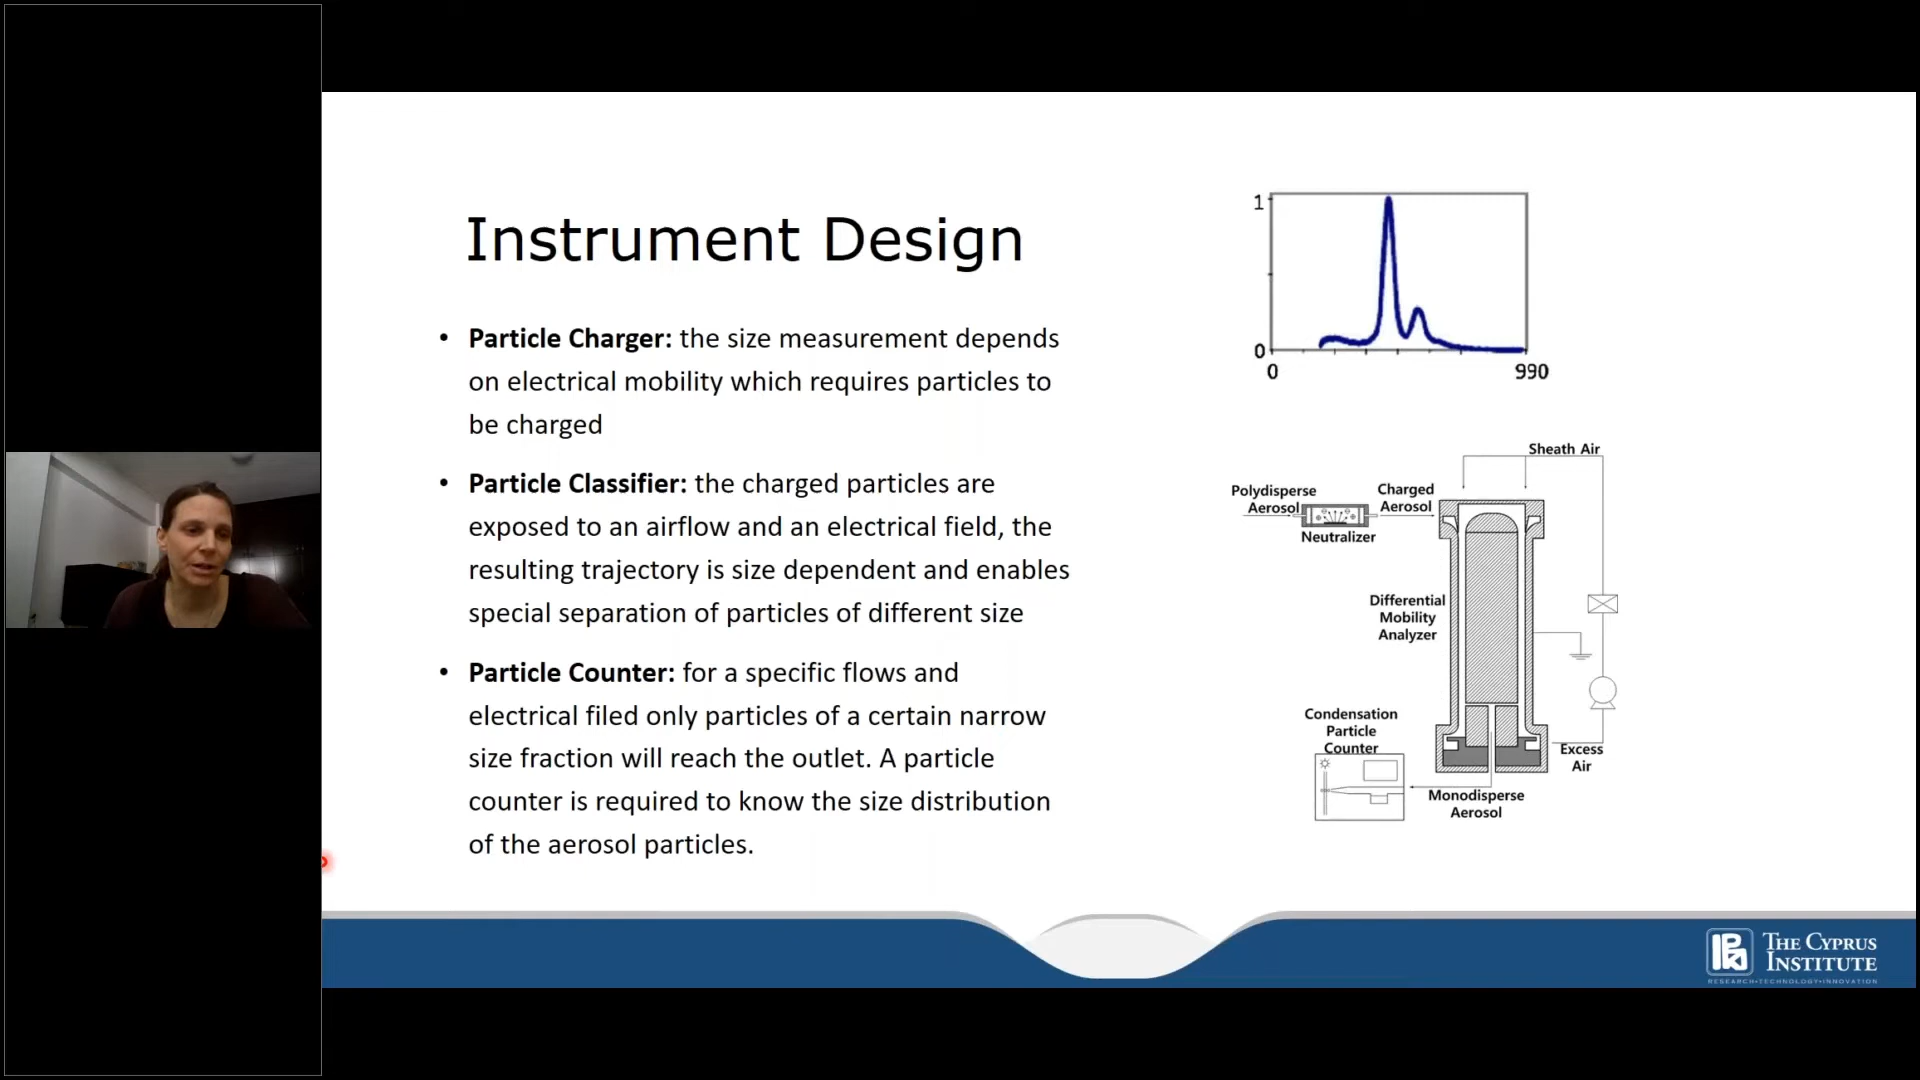 Instrument Design
• Particle Charger: the size measurement depends
on electrical mobility which requires particles to
be charged
• Particle Classifier: the charged particles are
exposed to an airflow and an electrical field, the
resulting trajectory is size dependent and enables
special separation of particles of different size
• Particle Counter: for a specific flows and
electrical filed only particles of a certain narrow
size fraction will reach the outlet. A particle
counter is required to know the size distribution
of the aerosol particles.
1
0
0
990
Sheath Air
Polydisperse
Aerosol
Charged
Aerosol
Neutralizer
Differential
Mobility
Analyzer
Condensation
Particle
Counter
Excess
Air
Monodisperse
Aerosol
THE CYPRUS
INSTITUTE
RESEARCH•TECHNOLOGY•INNOVATION